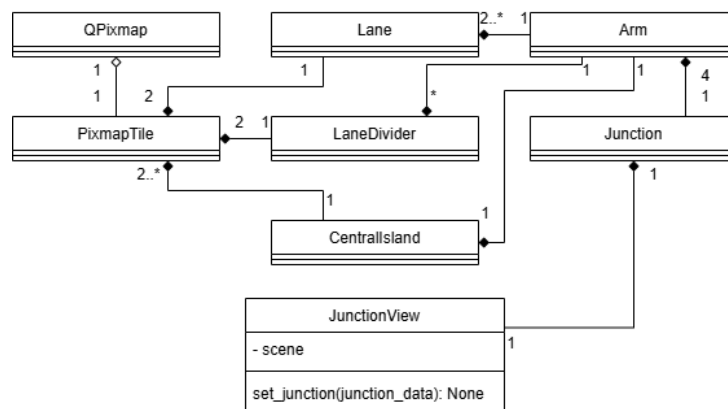 QPixmap
Lane
2..*
1
Arm
1
1
1
1
1
4
1
2
*
PixmapTile
2
1
LaneDivider
Junction
2..*
1
1
1
CentralIsland
JunctionView
1
- scene
set_junction(junction_data): None